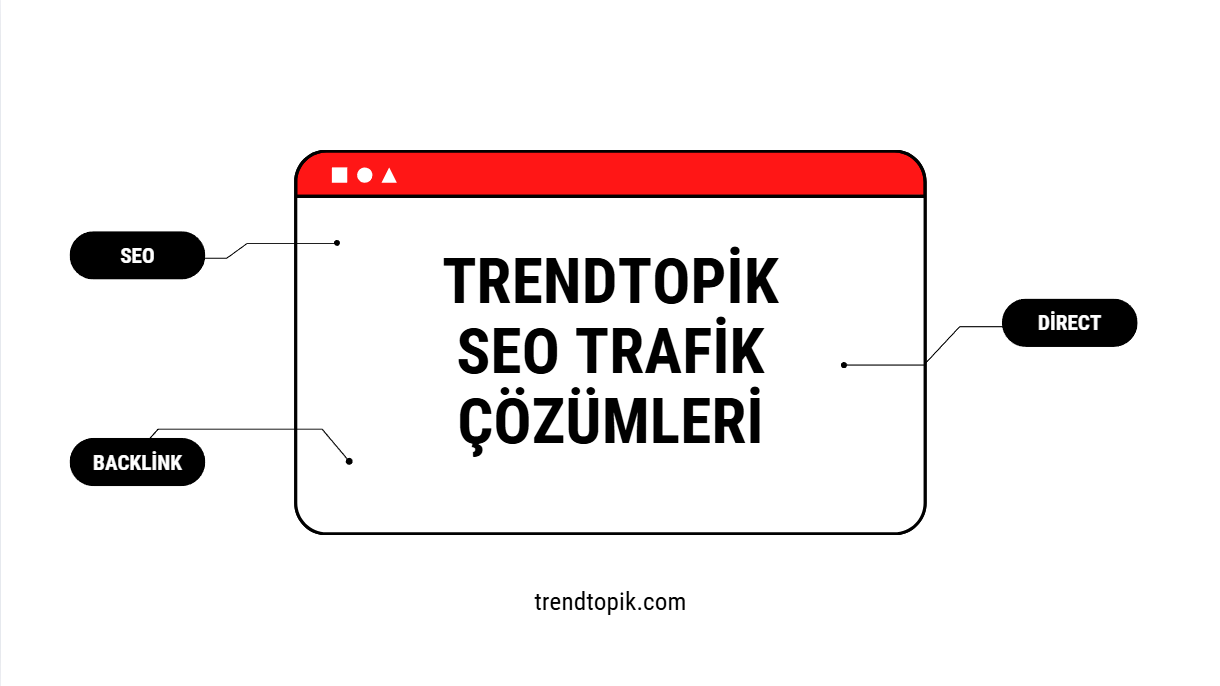 SEO
TRENDTOPİK
SEO TRAFİK
ÇÖZÜMLERİ
DİRECT
BACKLİNK
trendtopik.com